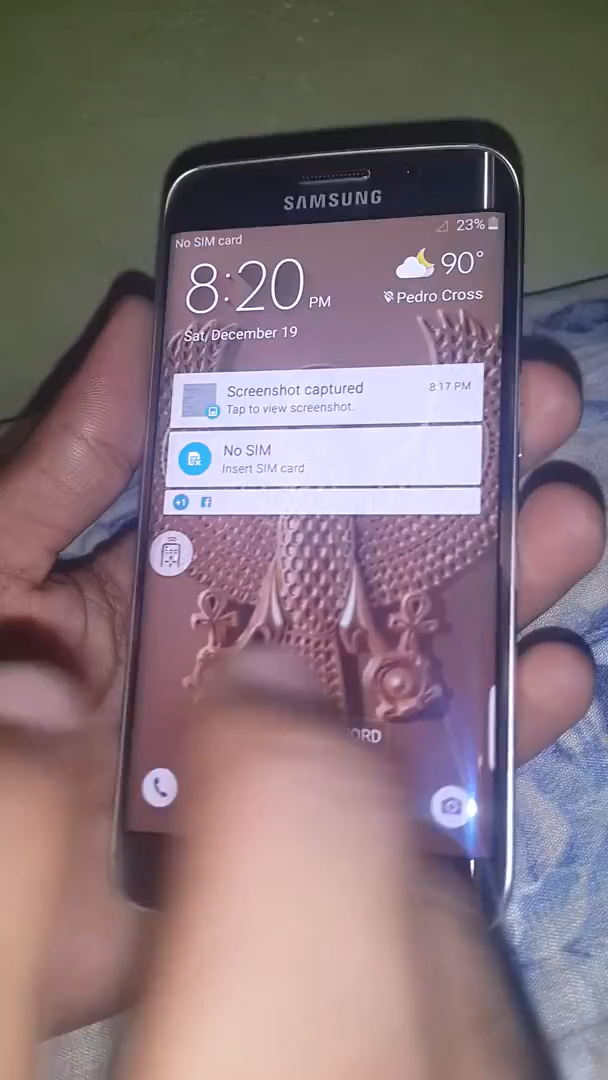 SAMSUNG
No SIM card
23%
8:20 PM
90°
Pedro Cross
Sat, December 19
Screenshot captured
8:17 PM
Tap to view screenshot.
No SIM
Insert SIM card
+1